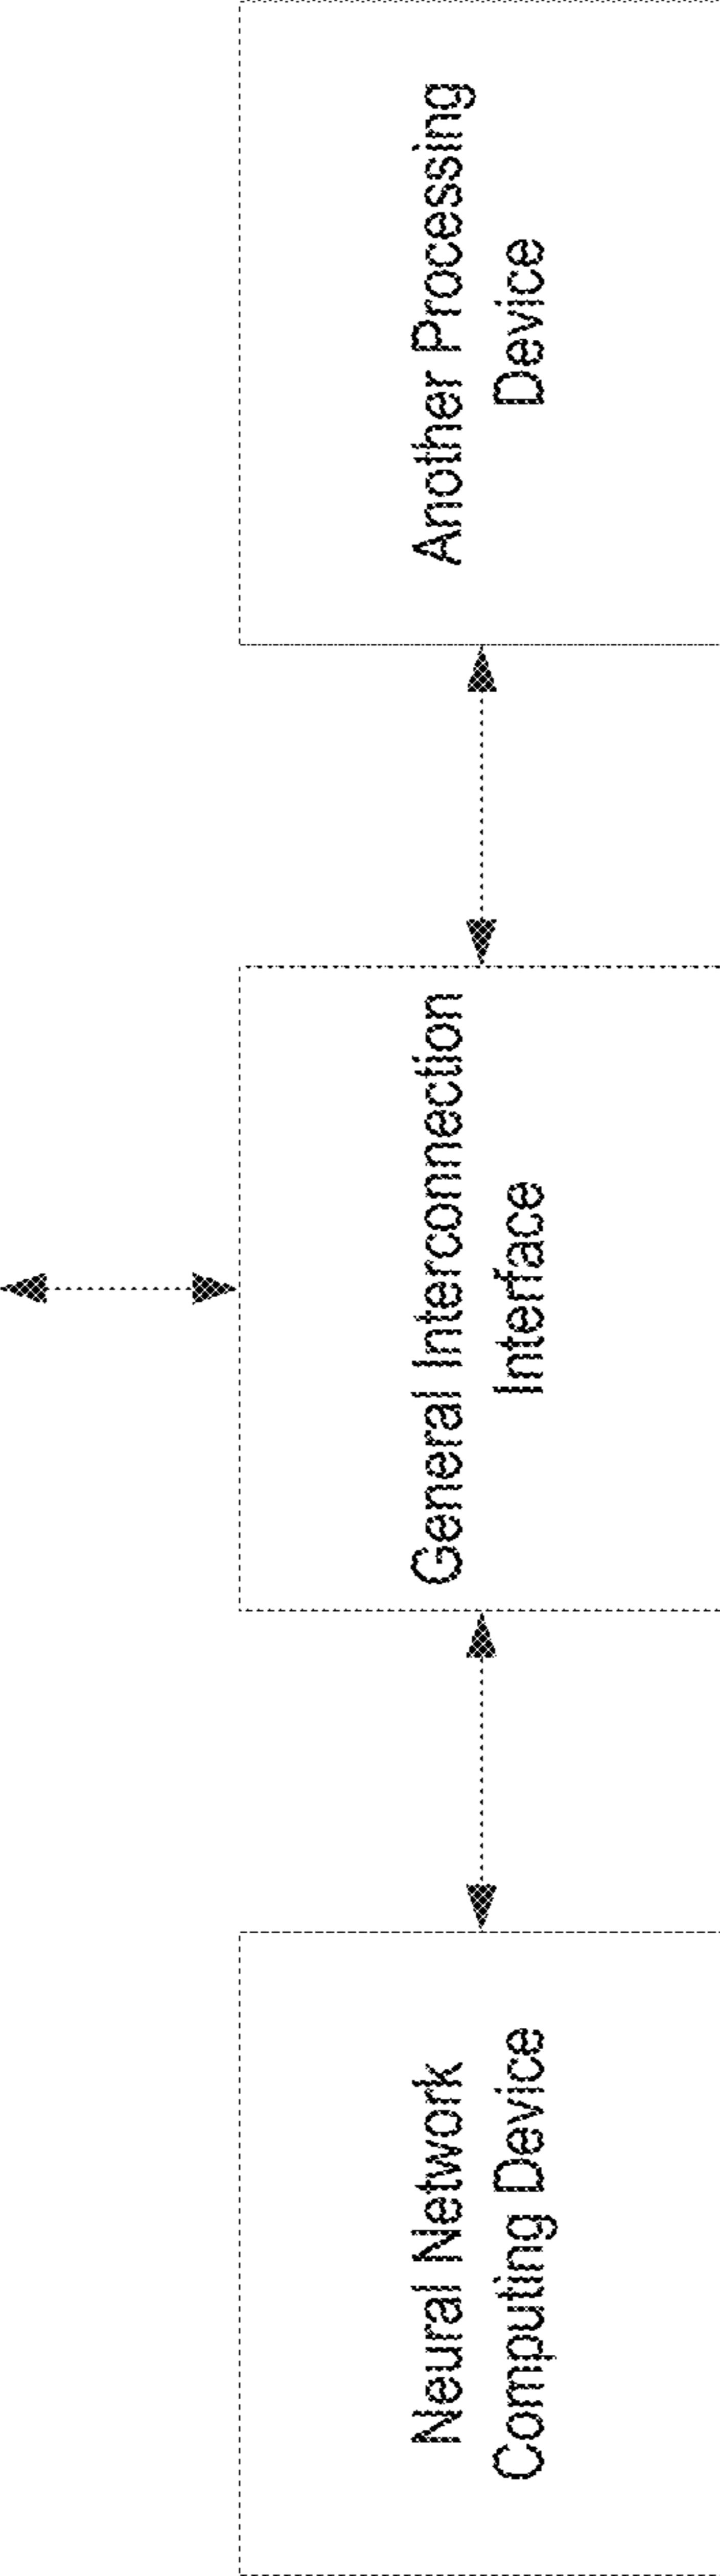 Neural Network
Computing Device
General Interconnection
Interface
Another Processing
Device